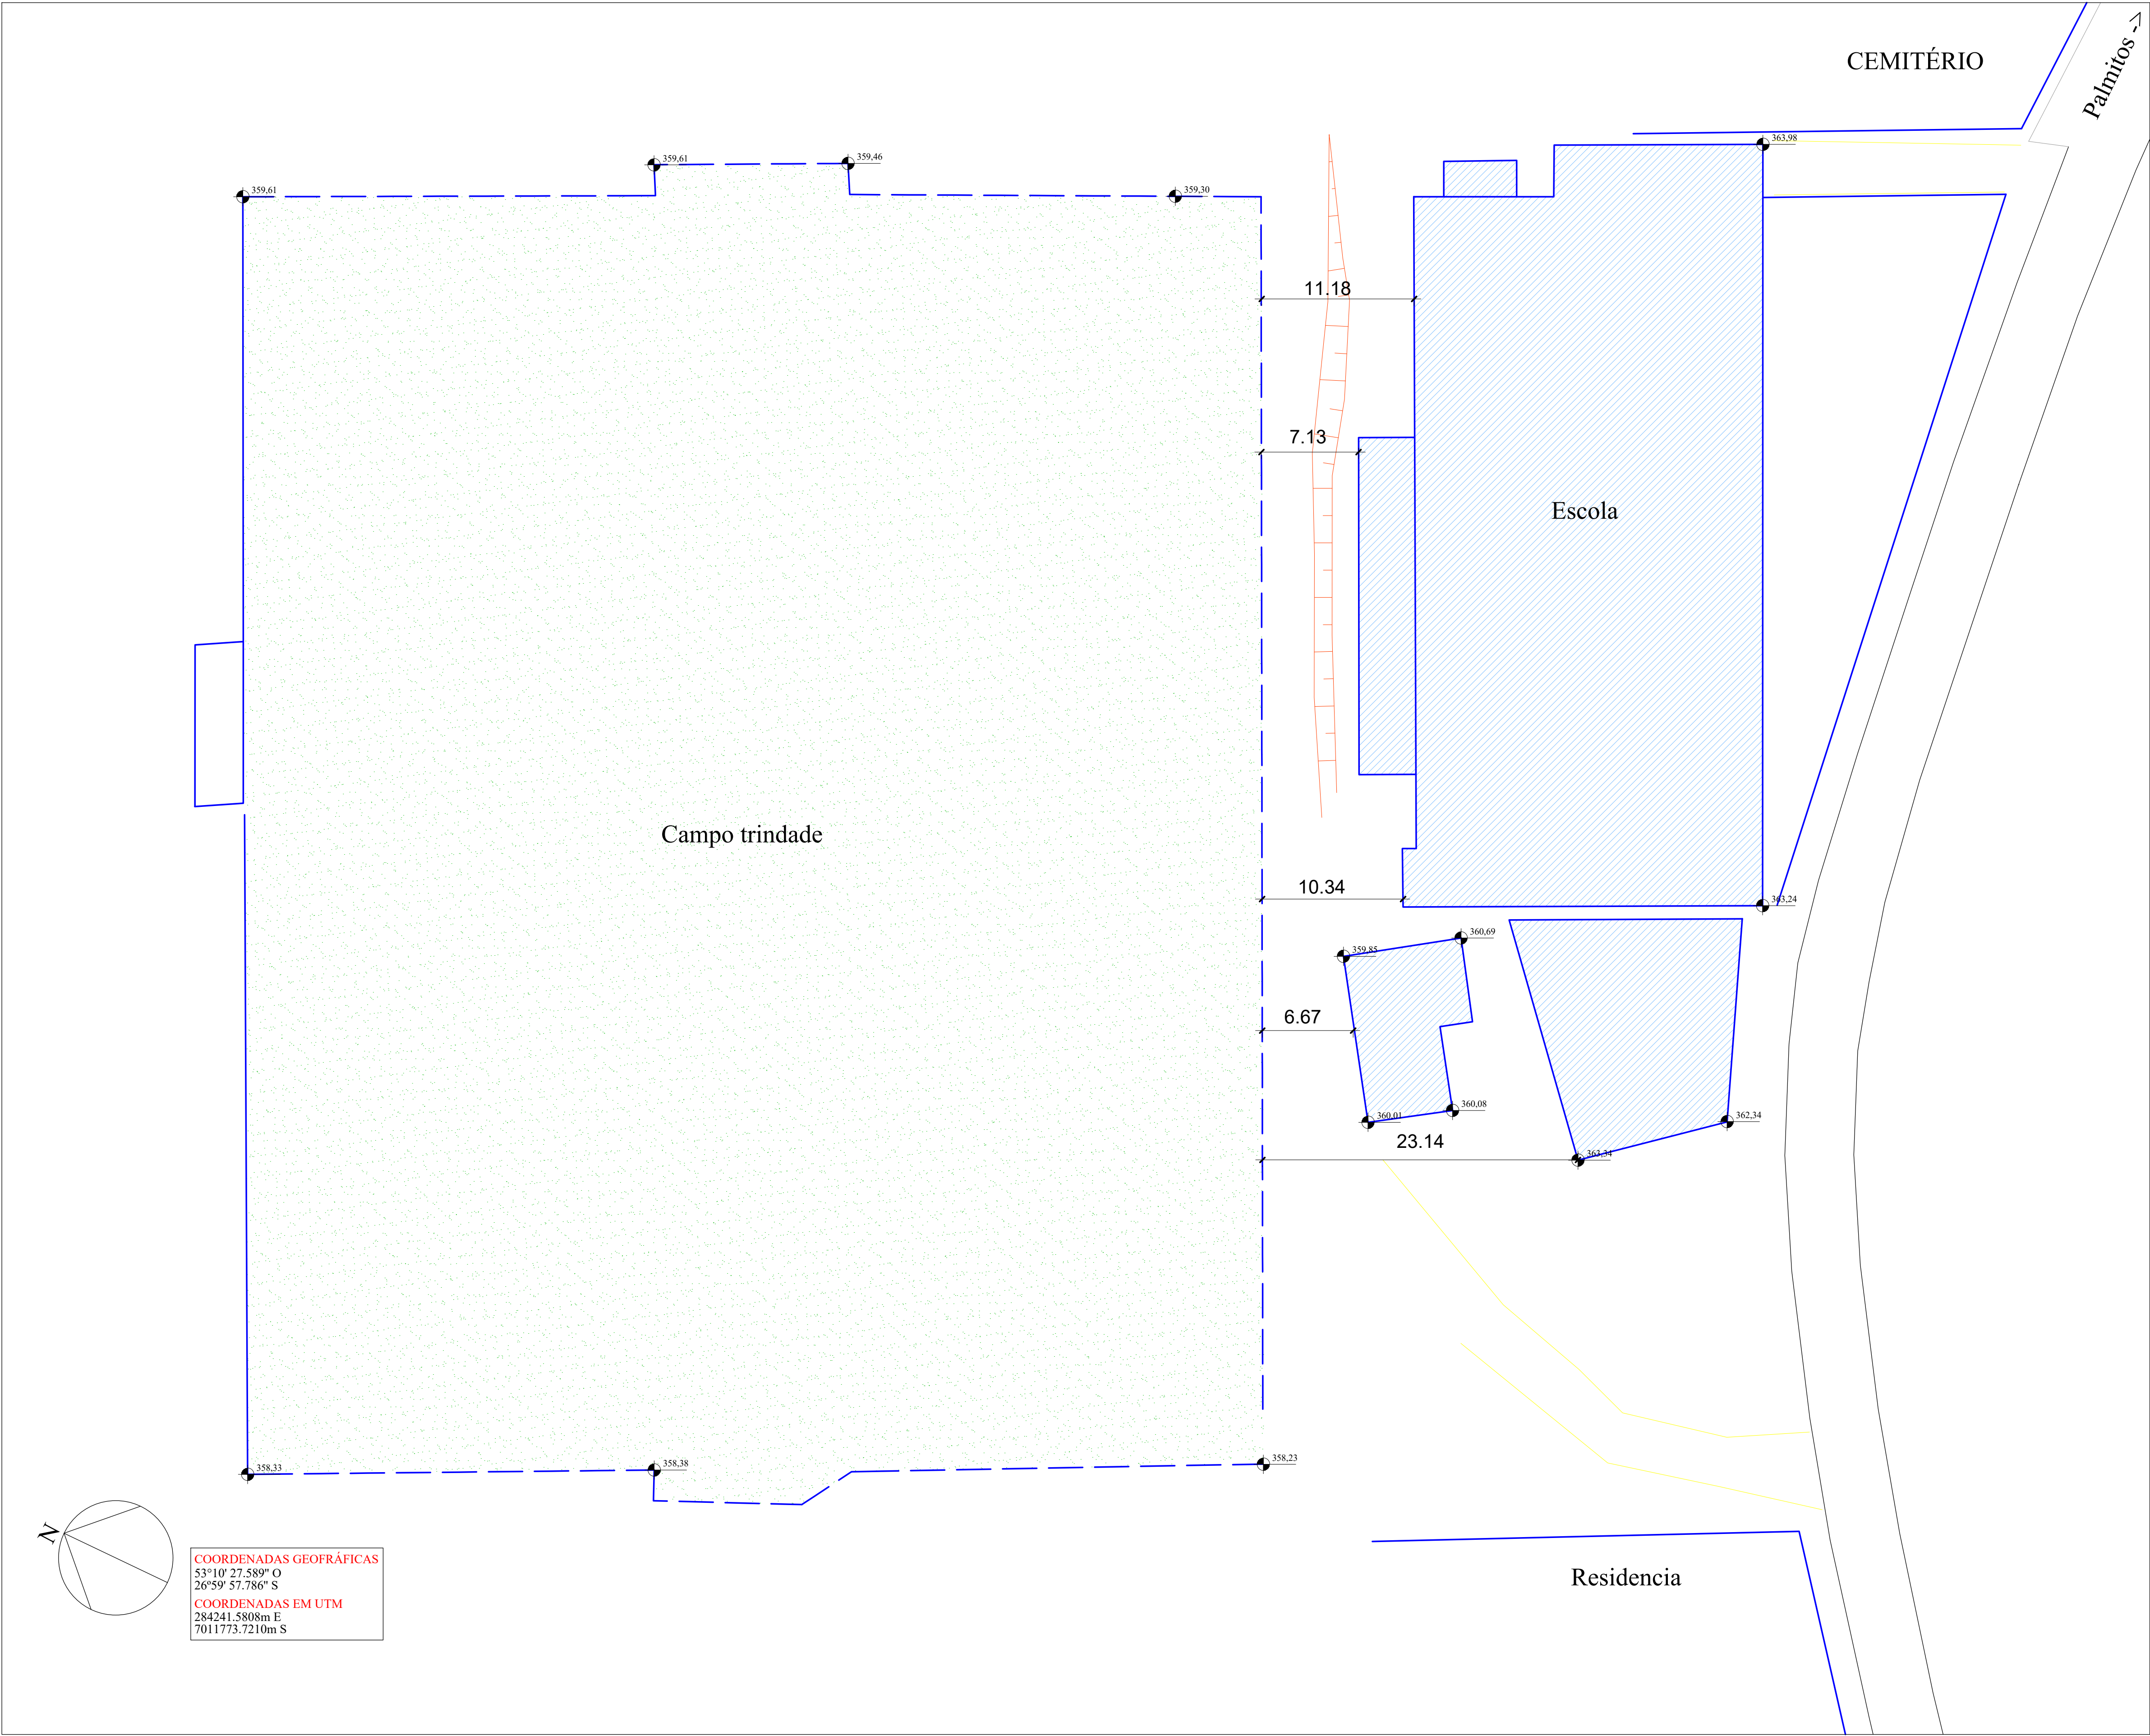 CEMITÉRIO
Palmitos ->
363,98
359,61
359,46
359,61
359,30
11.18
7.13
Escola
Campo trindade
10.34
363,24
360,69
359,85
6.67
360,08
360,01
362,34
23.14
363,34
358,33
358,38
358,23
N
COORDENADAS GEOFRÁFICAS
53°10' 27.589" O
26°59' 57.786" S
COORDENADAS EM UTM
284241.5808m E
7011773.7210m S
Residencia